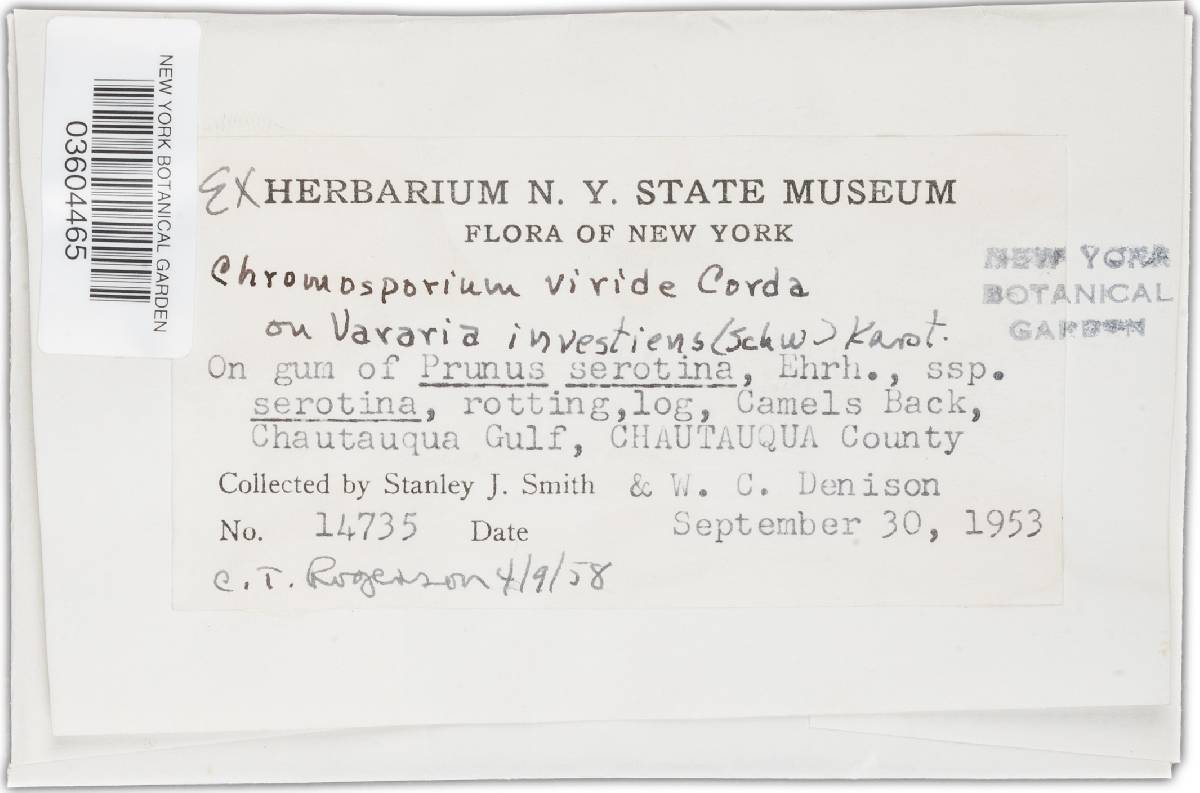 NEW YORK BOTANICAL GARDEN
03604465
EX HERBARIUM N. Y. STATE MUSEUM
FLORA OF NEW YORK
Chromosporium viride Corda
on Vararia investiens (Schw) Karst.
On gum of Prunus serotina, Ehrh., ssp.
serotina, rotting,log, Camels Back,
Chautauqua Gulf, CHAUTAUQUA County
Collected by Stanley J. Smith & W. C. Denison
No. 14735 Date September 30, 1953
C. T. Rogerson 4/9/58
NEW YORK
BOTANICAL
GARDEN